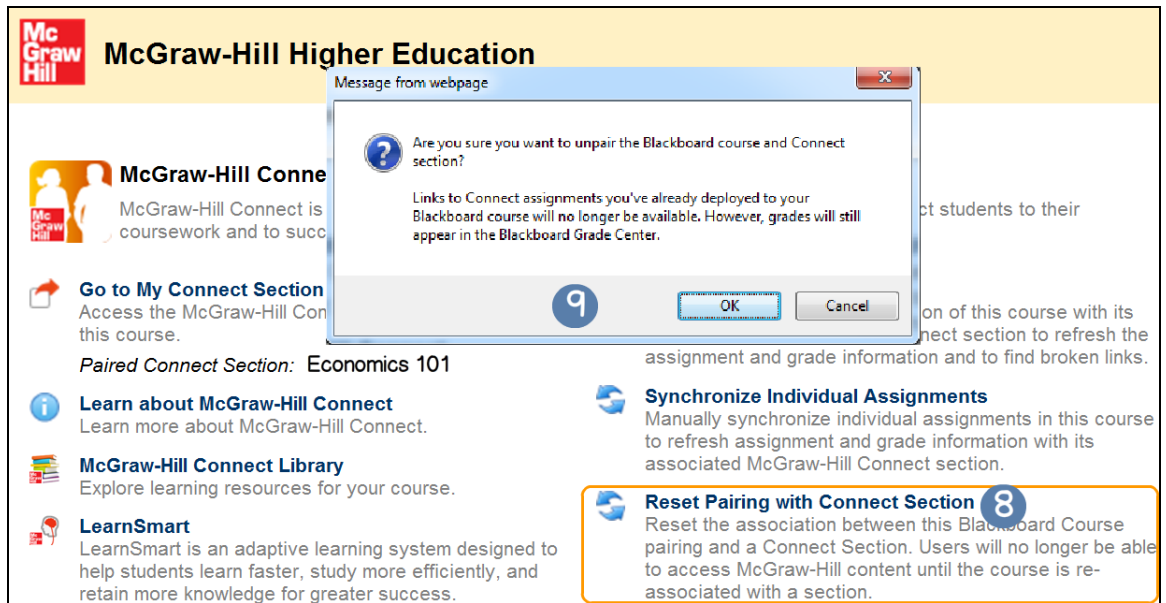 Mc
Graw
Hill
McGraw-Hill Higher Education
Message from webpage
Are you sure you want to unpair the Blackboard course and Connect
section?
Links to Connect assignments you've already deployed to your
Blackboard course will no longer be available. However, grades will still
appear in the Blackboard Grade Center.
9
OK
Cancel
Mc
Graw
Hill
McGraw-Hill Conne
McGraw-Hill Connect is
coursework and to succ
ct students to their
Go to My Connect Section
Access the McGraw-Hill Con
this course.
Paired Connect Section: Economics 101
Learn about McGraw-Hill Connect
Learn more about McGraw-Hill Connect.
McGraw-Hill Connect Library
Explore learning resources for your course.
LearnSmart
LearnSmart is an adaptive learning system designed to
help students learn faster, study more efficiently, and
retain more knowledge for greater success.
on of this course with its
nect section to refresh the
assignment and grade information and to find broken links.
Synchronize Individual Assignments
Manually synchronize individual assignments in this course
to refresh assignment and grade information with its
associated McGraw-Hill Connect section.
Reset Pairing with Connect Section 8
Reset the association between this Blackboard Course
pairing and a Connect Section. Users will no longer be able
to access McGraw-Hill content until the course is re-
associated with a section.